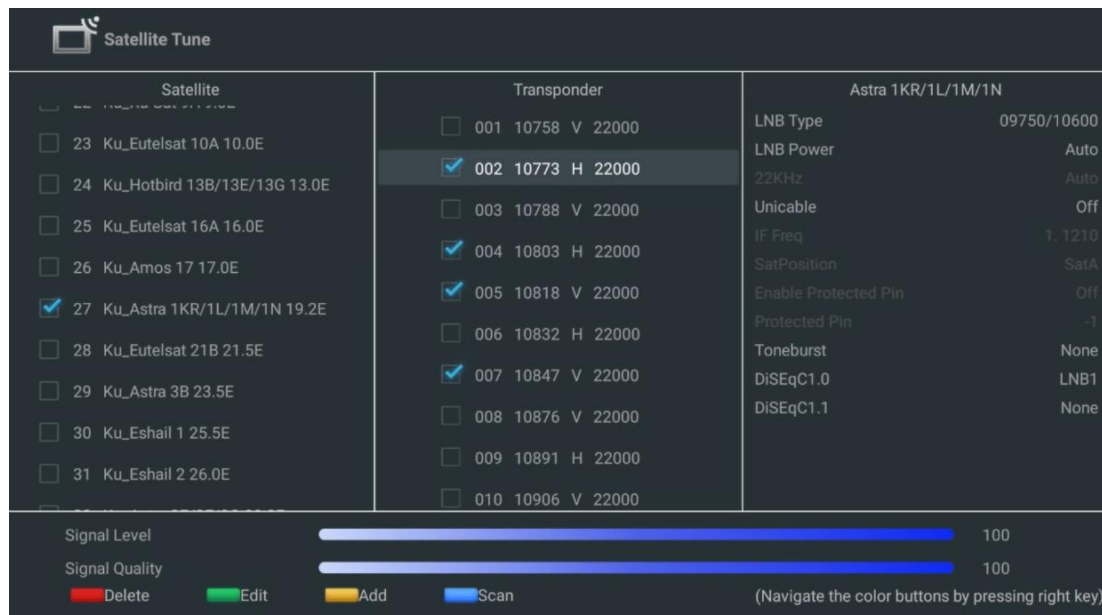 Satellite Tune
Satellite
23 Ku_Eutelsat 10A 10.0E
24 Ku_Hotbird 13B/13E/13G 13.0E
25 Ku_Eutelsat 16A 16.0E
26 Ku_Amos 17 17.0E
27 Ku_Astra 1KR/1L/1M/1N 19.2E
28 Ku_Eutelsat 21B 21.5E
29 Ku_Astra 3B 23.5E
30 Ku_Eshail 1 25.5E
31 Ku_Eshail 2 26.0E
Transponder
001 10758 V 22000
002 10773 H 22000
003 10788 V 22000
004 10803 H 22000
005 10818 V 22000
006 10832 H 22000
007 10847 V 22000
008 10876 V 22000
009 10891 H 22000
010 10906 V 22000
Astra 1KR/1L/1M/1N
LNB Type 09750/10600
LNB Power Auto
22KHz Auto
Unicable Off
IF Freq 1. 1210
SatPosition SatA
Enable Protected Pin Off
Protected Pin -1
Toneburst None
DiSEqC1.0 LNB1
DiSEqC1.1 None
Signal Level 100
Signal Quality 100
Delete Edit Add Scan (Navigate the color buttons by pressing right key)